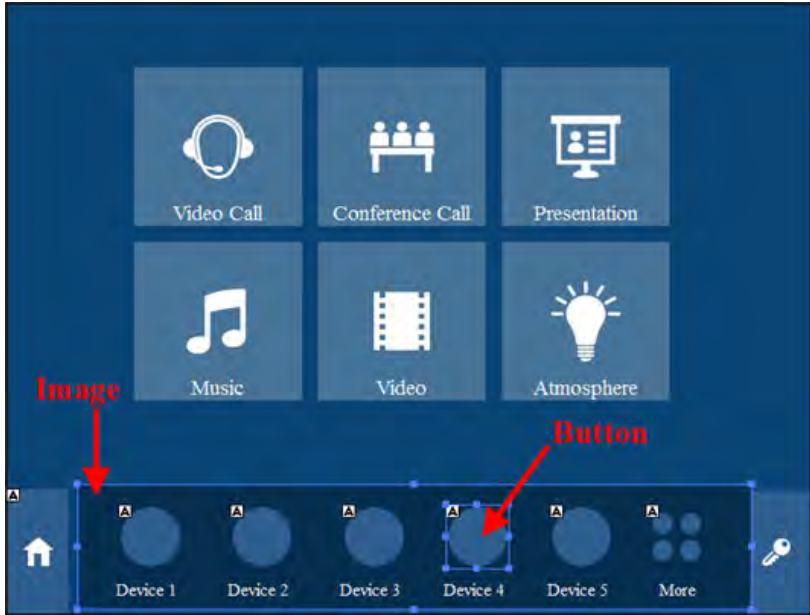 Video Call
Conference Call
Presentation
Music
Video
Atmosphere
Image
Button
A
A
A
A
A
A
A
Device 1
Device 2
Device 3
Device 4
Device 5
More